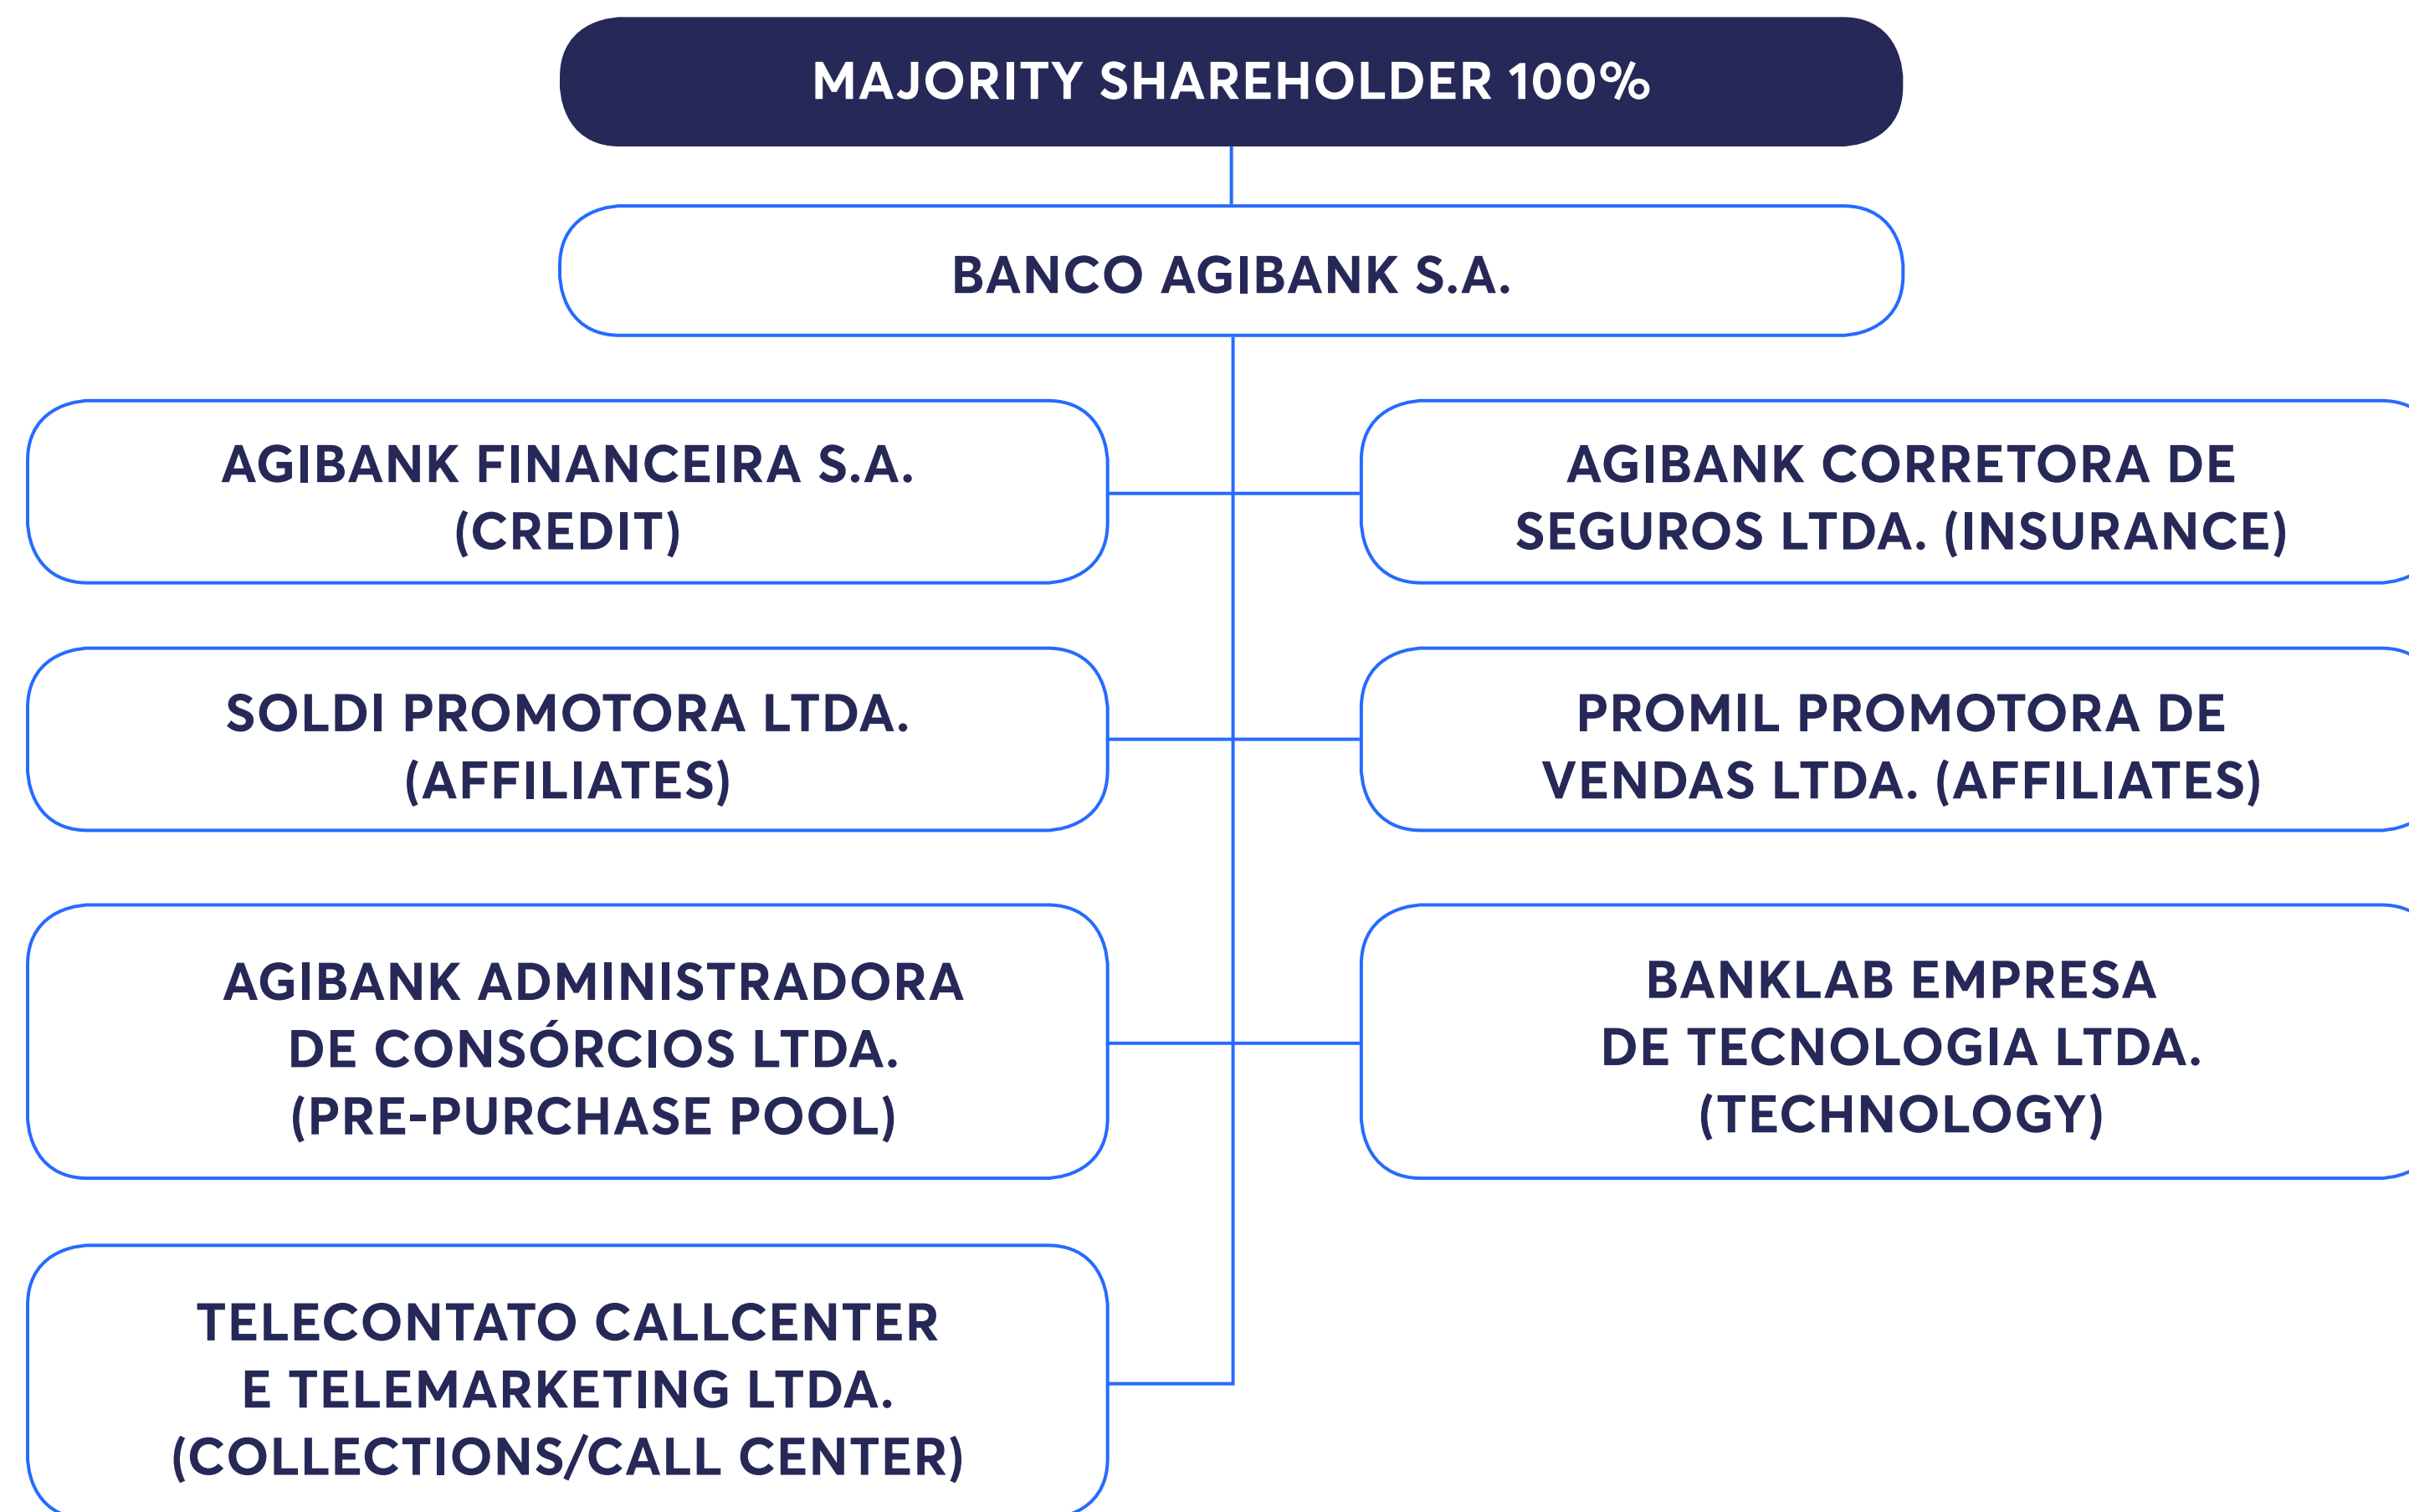 MAJORITY SHAREHOLDER 100%
BANCO AGIBANK S.A.
AGIBANK FINANCEIRA S.A.
(CREDIT)
AGIBANK CORRETORA DE
SEGUROS LTDA. (INSURANCE)
SOLDI PROMOTORA LTDA.
(AFFILIATES)
PROMIL PROMOTORA DE
VENDAS LTDA. (AFFILIATES)
AGIBANK ADMINISTRADORA
DE CONSÓRCIOS LTDA.
(PRE-PURCHASE POOL)
BANKLAB EMPRESA
DE TECNOLOGIA LTDA.
(TECHNOLOGY)
TELECONTATO CALLCENTER
E TELEMARKETING LTDA.
(COLLECTIONS/CALL CENTER)